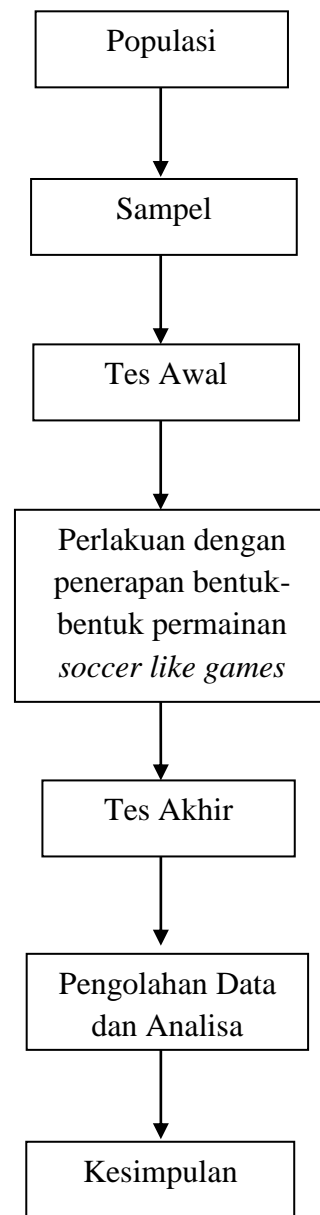 Populasi
Sampel
Tes Awal
Perlakuan dengan
penerapan bentuk-
bentuk permainan
soccer like games
Tes Akhir
Pengolahan Data
dan Analisa
Kesimpulan